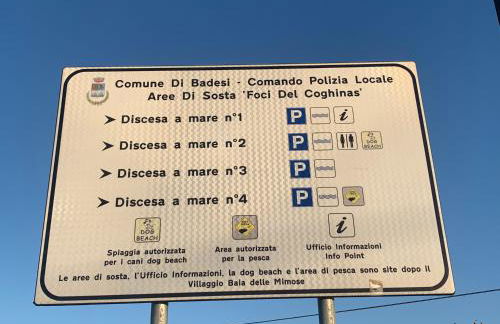 Comune Di Badesi - Comando Polizia Locale
Aree Di Sosta 'Foci Del Coghinas'
Discesa a mare n°1 P i
Discesa a mare n°2 P DOG BEACH
Discesa a mare n°3 P
Discesa a mare n°4 P
DOG BEACH i
Spiaggia autorizzata per i cani dog beach
Area autorizzata per la pesca
Ufficio Informazioni Info Point
Le aree di sosta, l'Ufficio Informazioni, la dog beach e l'area di pesca sono site dopo il
Villaggio Baia delle Mimose